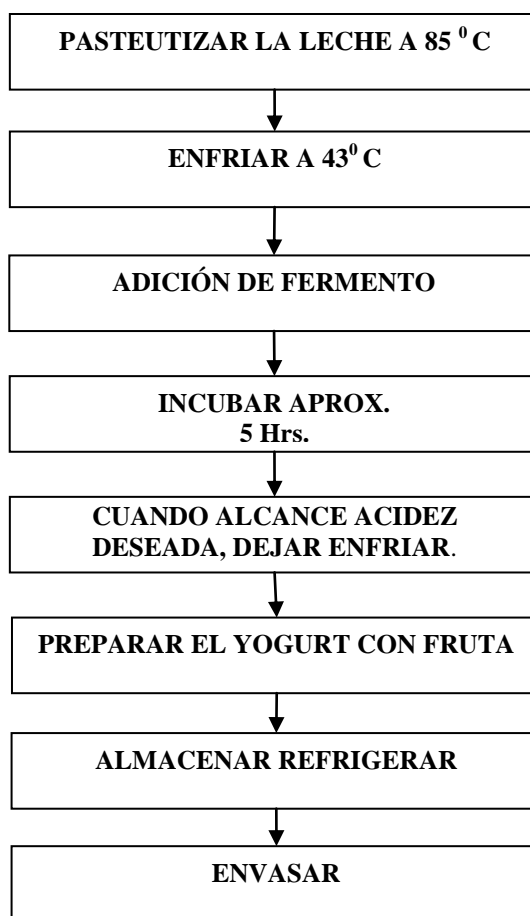 PASTEUTIZAR LA LECHE A 85 ⁰ C
ENFRIAR A 43⁰ C
ADICIÓN DE FERMENTO
INCUBAR APROX.
5 Hrs.
CUANDO ALCANCE ACIDEZ
DESEADA, DEJAR ENFRIAR.
PREPARAR EL YOGURT CON FRUTA
ALMACENAR REFRIGERAR
ENVASAR